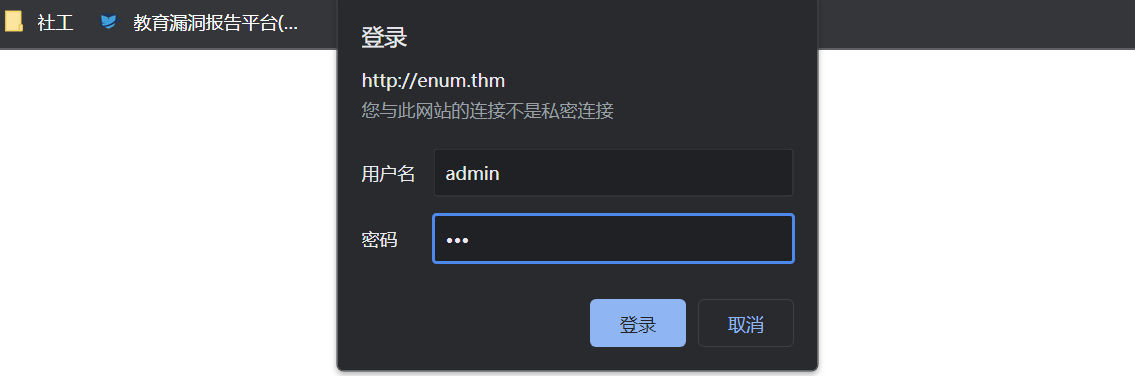 社工 教育漏洞报告平台(...
登录
http://enum.thm
您与此网站的连接不是私密连接
用户名 admin
密码 •••
登录 取消